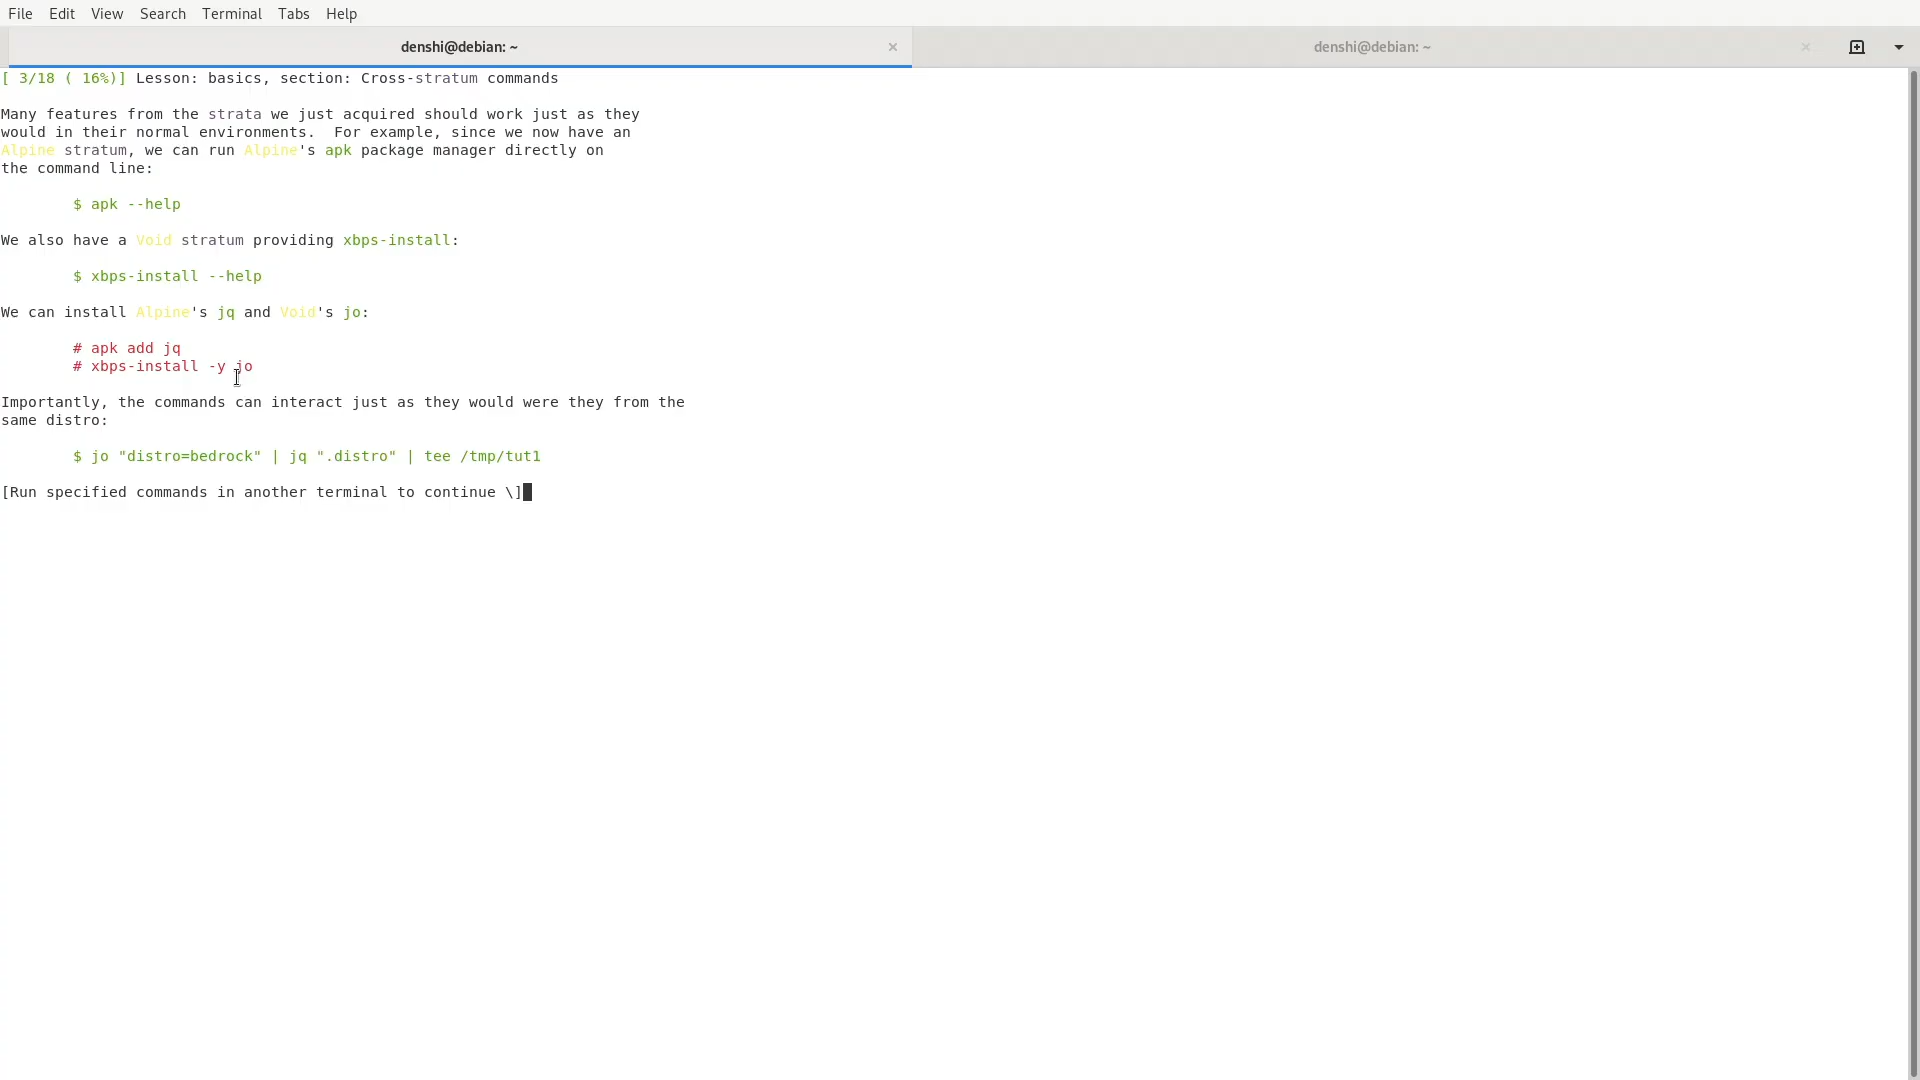 File Edit View Search Terminal Tabs Help
denshi@debian: ~ × denshi@debian: ~ ×
[ 3/18 ( 16%)] Lesson: basics, section: Cross-stratum commands
Many features from the strata we just acquired should work just as they
would in their normal environments.  For example, since we now have an
Alpine stratum, we can run Alpine's apk package manager directly on
the command line:
$ apk --help
We also have a Void stratum providing xbps-install:
$ xbps-install --help
We can install Alpine's jq and Void's jo:
# apk add jq
# xbps-install -y jo
Importantly, the commands can interact just as they would were they from the
same distro:
$ jo "distro=bedrock" | jq ".distro" | tee /tmp/tut1
[Run specified commands in another terminal to continue \]